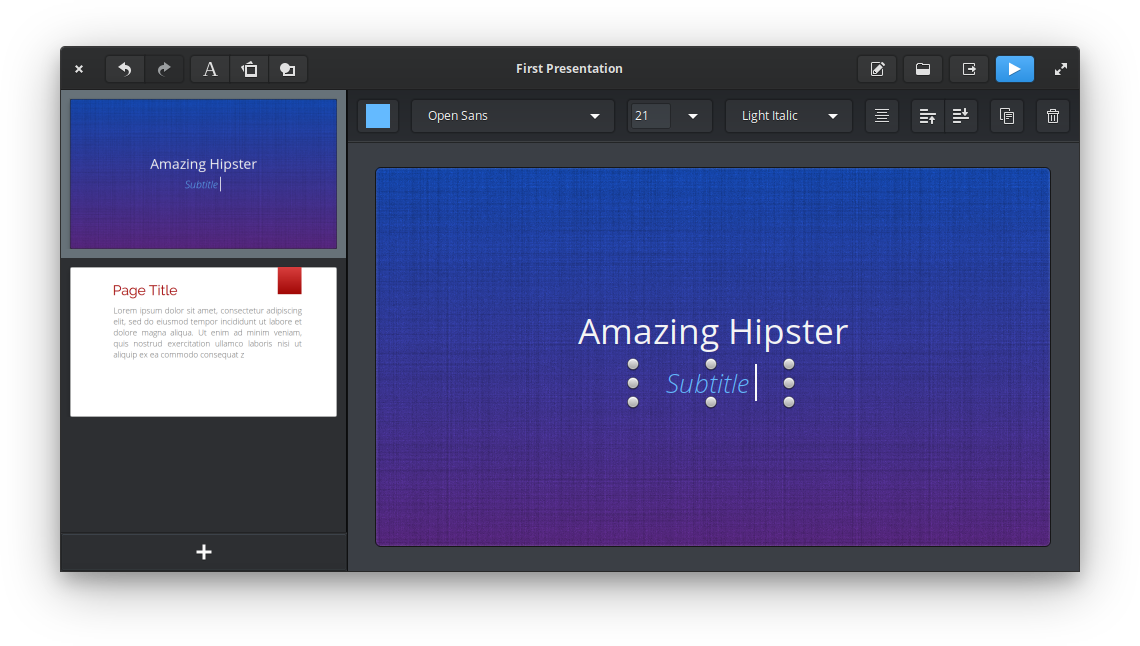 First Presentation
A
Open Sans
21
Light Italic
Amazing Hipster
Subtitle
Page Title
Lorem ipsum dolor sit amet, consectetur adipiscing
elit, sed do eiusmod tempor incididunt ut labore et
dolore magna aliqua. Ut enim ad minim veniam,
quis nostrud exercitation ullamco laboris nisi ut
aliquip ex ea commodo consequat z
Amazing Hipster
Subtitle